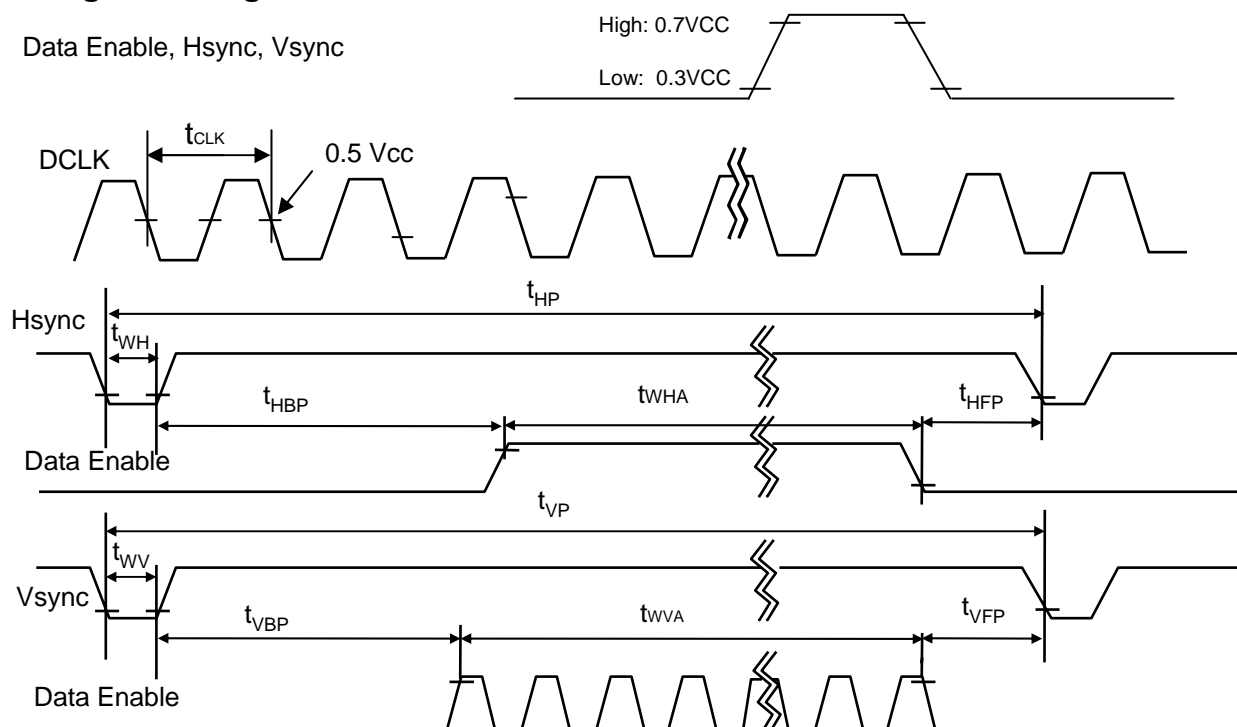 Data Enable, Hsync, Vsync
High: 0.7VCC
Low: 0.3VCC
tCLK
DCLK
0.5 Vcc
tHP
Hsync
tWH
tHBP
tWHA
tHFP
Data Enable
tVP
tWV
Vsync
tVBP
tWVA
tVFP
Data Enable